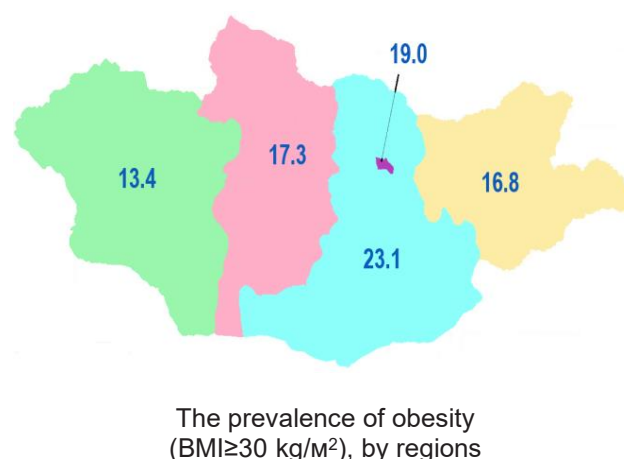 19.0
17.3
13.4
16.8
23.1
The prevalence of obesity
(BMI≥30 kg/м²), by regions